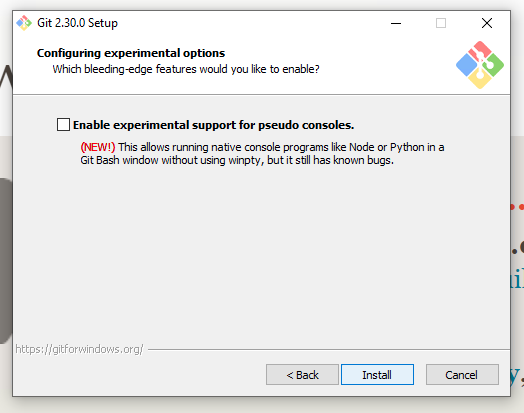 Git 2.30.0 Setup
Configuring experimental options
Which bleeding-edge features would you like to enable?
Enable experimental support for pseudo consoles.
(NEW!) This allows running native console programs like Node or Python in a
Git Bash window without using winpty, but it still has known bugs.
https://gitforwindows.org/
< Back
Install
Cancel